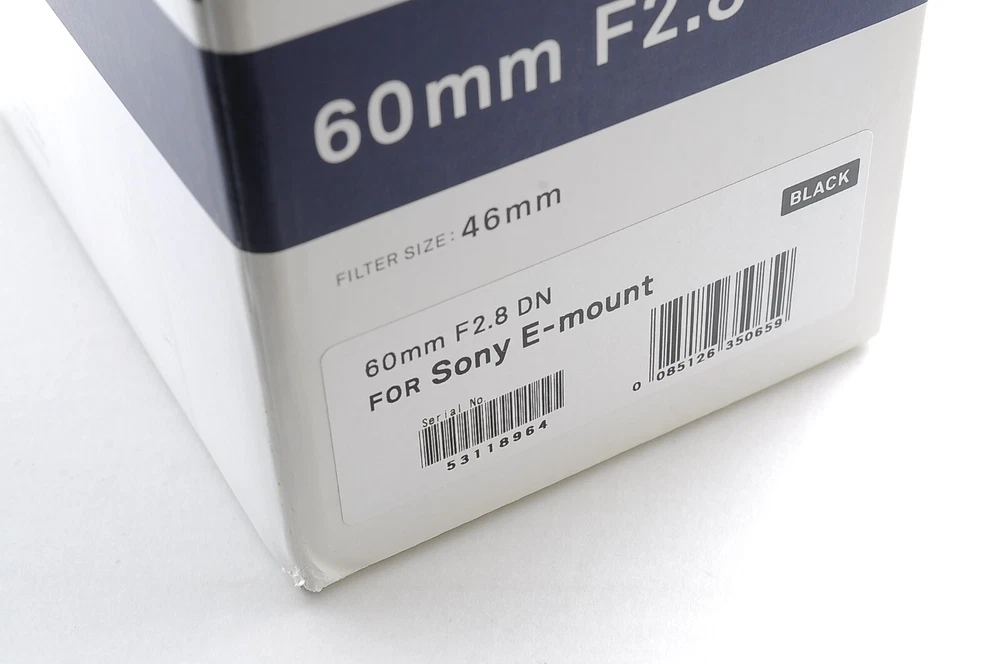 60mm F2.8
FILTER SIZE: 46mm
BLACK
60mm F2.8 DN
FOR Sony E-mount
Serial No
53118964
0 085126 350659